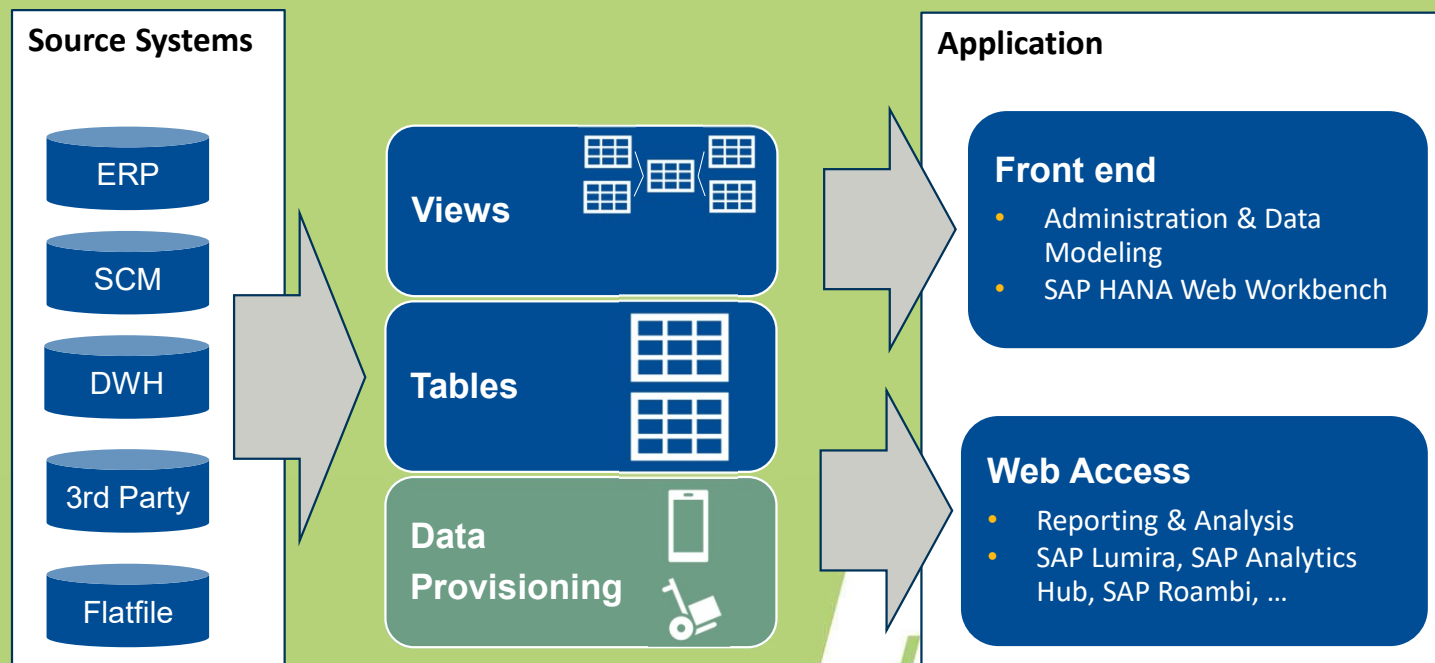 Source Systems
ERP
SCM
DWH
3rd Party
Flatfile
Views
Tables
Data
Provisioning
Application
Front end
• Administration & Data
Modeling
• SAP HANA Web Workbench
Web Access
• Reporting & Analysis
• SAP Lumira, SAP Analytics
Hub, SAP Roambi, ...